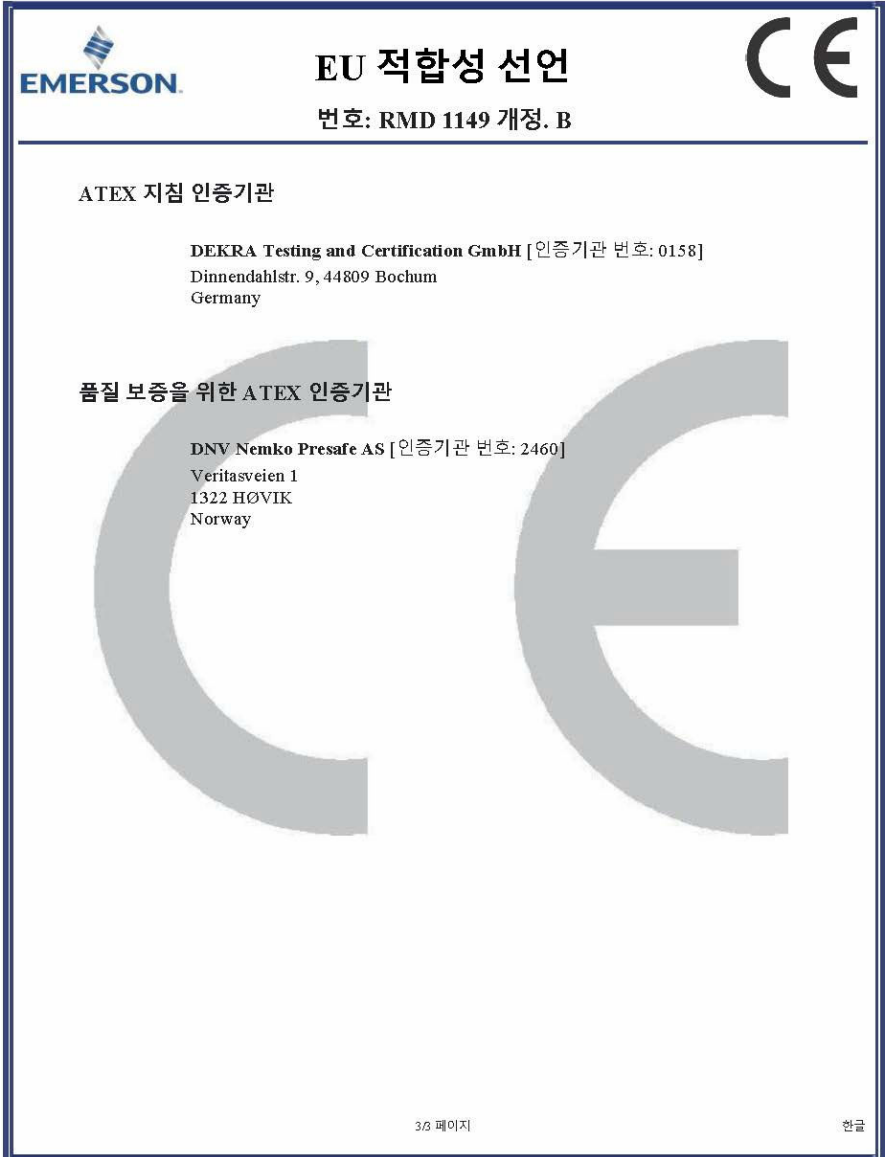 EMERSON
EU 적합성 선언
번호: RMD 1149 개정. B
ATEX 지침 인증기관
DEKRA Testing and Certification GmbH [인증기관 번호: 0158]
Dinnendahlstr. 9, 44809 Bochum
Germany
품질 보증을 위한 ATEX 인증기관
DNV Nemko Presafe AS [인증기관 번호: 2460]
Veritasveien 1
1322 HØVIK
Norway
3/3 페이지 한글